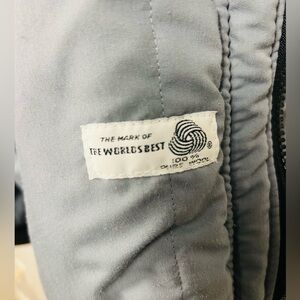 THE MARK OF
THE WORLDS BEST
100%
PURE WOOL
®